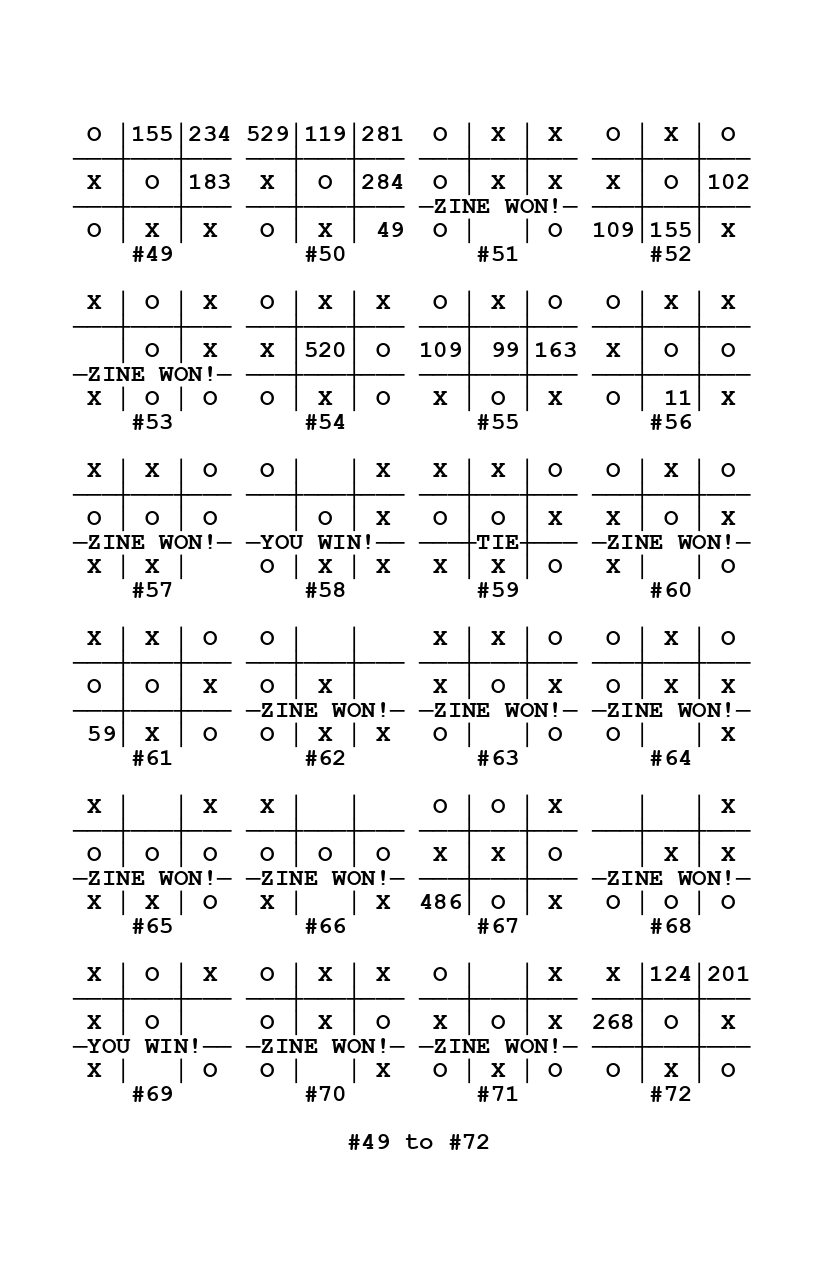 O 155 234 529 119 281 O X X O X O
X O 183 X O 284 O X X X O 102
ZINE WON!
O X X O X 49 O O 109 155 X
#49 #50 #51 #52
X O X O X X O X O O X X
O X X 520 O 109 99 163 X O O
ZINE WON!
X O O O X O X O X O 11 X
#53 #54 #55 #56
X X O O X X X O O X O
O O O O X O O X X O X
ZINE WON! YOU WIN! TIE ZINE WON!
X X O X X X X O X O
#57 #58 #59 #60
X X O O X X O O X O
O O X O X X O X O X X
ZINE WON! ZINE WON! ZINE WON!
59 X O O X X O O O X
#61 #62 #63 #64
X X X O O X X
O O O O O O X X O X X
ZINE WON! ZINE WON! ZINE WON!
X X O X X 486 O X O O O
#65 #66 #67 #68
X O X O X X O X X 124 201
X O O X O X O X 268 O X
YOU WIN! ZINE WON! ZINE WON!
X O O X O X O O X O
#69 #70 #71 #72
#49 to #72